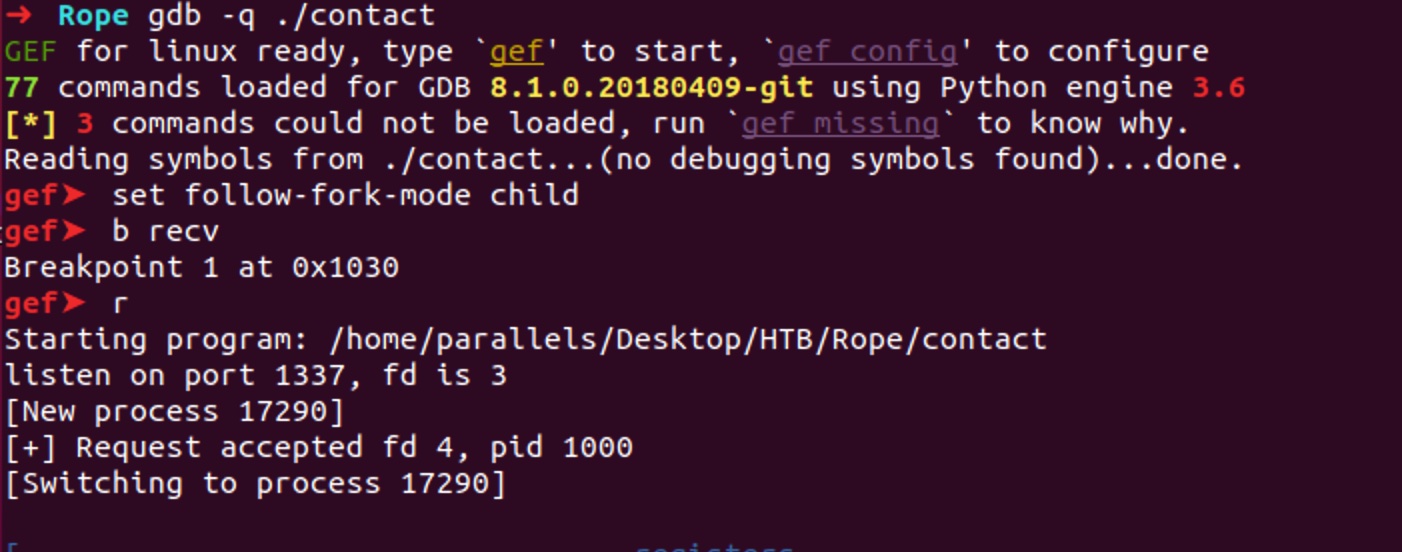 ➜ Rope gdb -q ./contact
GEF for linux ready, type `gef' to start, `gef config' to configure
77 commands loaded for GDB 8.1.0.20180409-git using Python engine 3.6
[*] 3 commands could not be loaded, run `gef missing` to know why.
Reading symbols from ./contact...(no debugging symbols found)...done.
gef➤ set follow-fork-mode child
gef➤ b recv
Breakpoint 1 at 0x1030
gef➤ r
Starting program: /home/parallels/Desktop/HTB/Rope/contact
listen on port 1337, fd is 3
[New process 17290]
[+] Request accepted fd 4, pid 1000
[Switching to process 17290]
[ registers